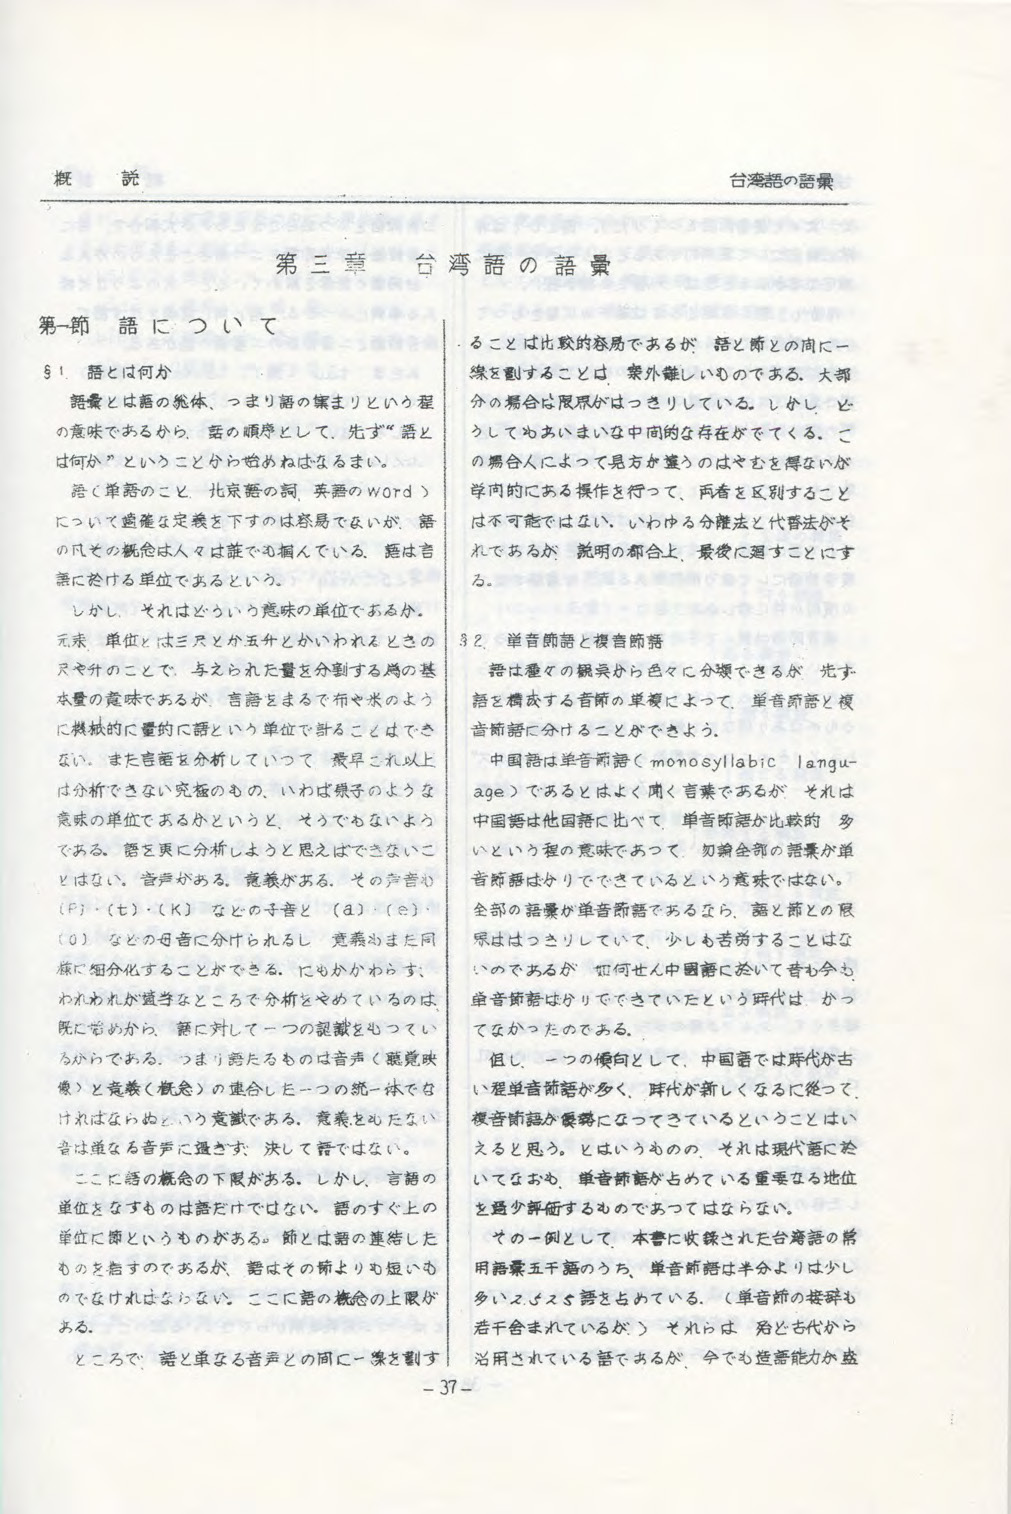 概　説
台湾語の語彙
第三章　台湾語の語彙
第一節　語について
§1. 語とは何か
語彙とは語の総体、つまり語の集まりという程
の意味であるから、話の順序として、先ず“語と
は何か”ということから始めねばなるまい。
語（単語のこと、北京語の詞、英語のword）
について適確な定義を下すのは容易でないが、語
の凡その概念は人々は誰でも掴んでいる。語は言
語に於ける単位であるという。
しかし、それはどういう意味の単位であるか。
元来、単位とは三尺とか五升とかいわれるときの
尺や升のことで、与えられた量を分割する為の基
本量の意味であるが、言語をまるで布や米のよう
に機械的に量的に語という単位で計ることはでき
ない。また言語を分析していって、最早これ以上
は分析できない究極のもの、いわば原子のような
意味の単位であるかというと、そうでもないよう
である。語を更に分析しようと思えばできないこ
とはない。音声がある。意義がある。その声音も
(P)・(t)・(K) などの子音と (a)・(e)・
(O) などの母音に分けられるし、意義もまた同
様に細分化することができる。にもかかわらず、
われわれが適当なところで分析をやめているのは、
既に始めから、語に対して一つの認識をもってい
るからである。つまり語たるものは音声（聴覚映
像）と意義（概念）の連合した一つの統一体でな
ければならぬという意識である。意義をもたない
音は単なる音声に過ぎず、決して語ではない。
ここに語の概念の下限がある。しかし、言語の
単位をなすものは語だけではない。語のすぐ上の
単位に節というものがある。節とは語の連結した
ものを指すのであるが、語はその節よりも短いも
のでなければならない。ここに語の概念の上限が
ある。
ところで、語と単なる音声との間に一線を劃す
ることは比較的容易であるが、語と節との間に一
線を劃することは、案外難しいものである。大部
分の場合は限界がはっきりしている。しかし、ど
うしてもあいまいな中間的な存在がでてくる。こ
の場合人によって見方が違うのはやむを得ないが
学問的にある操作を行って、両者を区別すること
は不可能ではない。いわゆる分離法と代替法がそ
れであるが、説明の都合上、最後に廻すことにす
る。
§2. 単音節語と複音節語
語は種々の観点から色々に分類できるが、先ず
語を構成する音節の単複によって、単音節語と複
音節語に分けることができよう。
中国語は単音節語（monosyllabic langu-
age）であるとはよく聞く言葉であるが、それは
中国語は他国語に比べて、単音節語が比較的　多
いという程の意味であって、勿論全部の語彙が単
音節語ばかりでできているという意味ではない。
全部の語彙が単音節語であるなら、語と節との限
界ははっきりしていて、少しも苦労することはな
いのであるが、如何せん中国語に於いて昔も今も
単音節語ばかりでできていたという時代は、かつ
てなかったのである。
但し、一つの傾向として、中国語では時代が古
い程単音節語が多く、時代が新しくなるに従って、
複音節語が優勢になってきているということはい
えると思う。とはいうものの、それは現代語に於
いてなおも、単音節語が占めている重要なる地位
を過少評価するものであってはならない。
その一例として、本書に収録された台湾語の常
用語彙五千語のうち、単音節語は半分よりは少し
多い2,525語を占めている。（単音節の接辞も
若干含まれているが）それらは、殆と古代から
沿用されている語であるが、今でも造語能力が盛
－37－